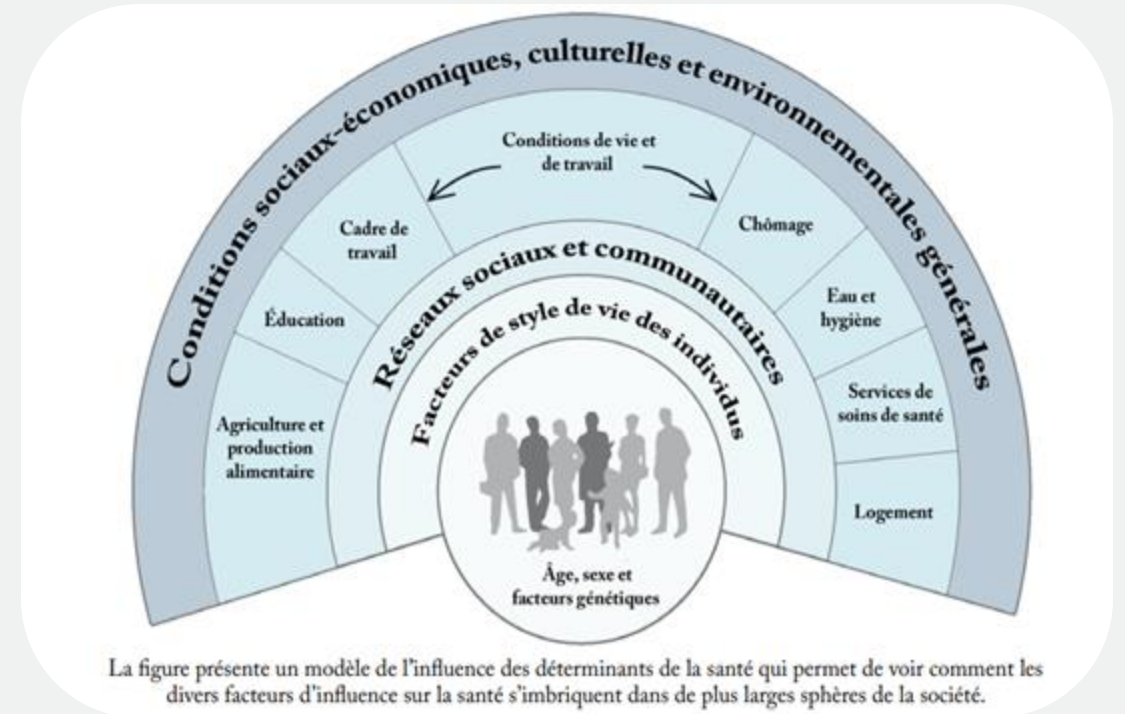 Conditions sociaux-économiques, culturelles et environnementales générales
Conditions de vie et
de travail
Cadre de
travail
Chômage
Éducation
Eau et
hygiène
Agriculture et
production
alimentaire
Services de
soins de santé
Logement
Réseaux sociaux et communautaires
Facteurs de style de vie des individus
Âge, sexe et
facteurs génétiques
La figure présente un modèle de l'influence des déterminants de la santé qui permet de voir comment les
divers facteurs d'influence sur la santé s'imbriquent dans de plus larges sphères de la société.